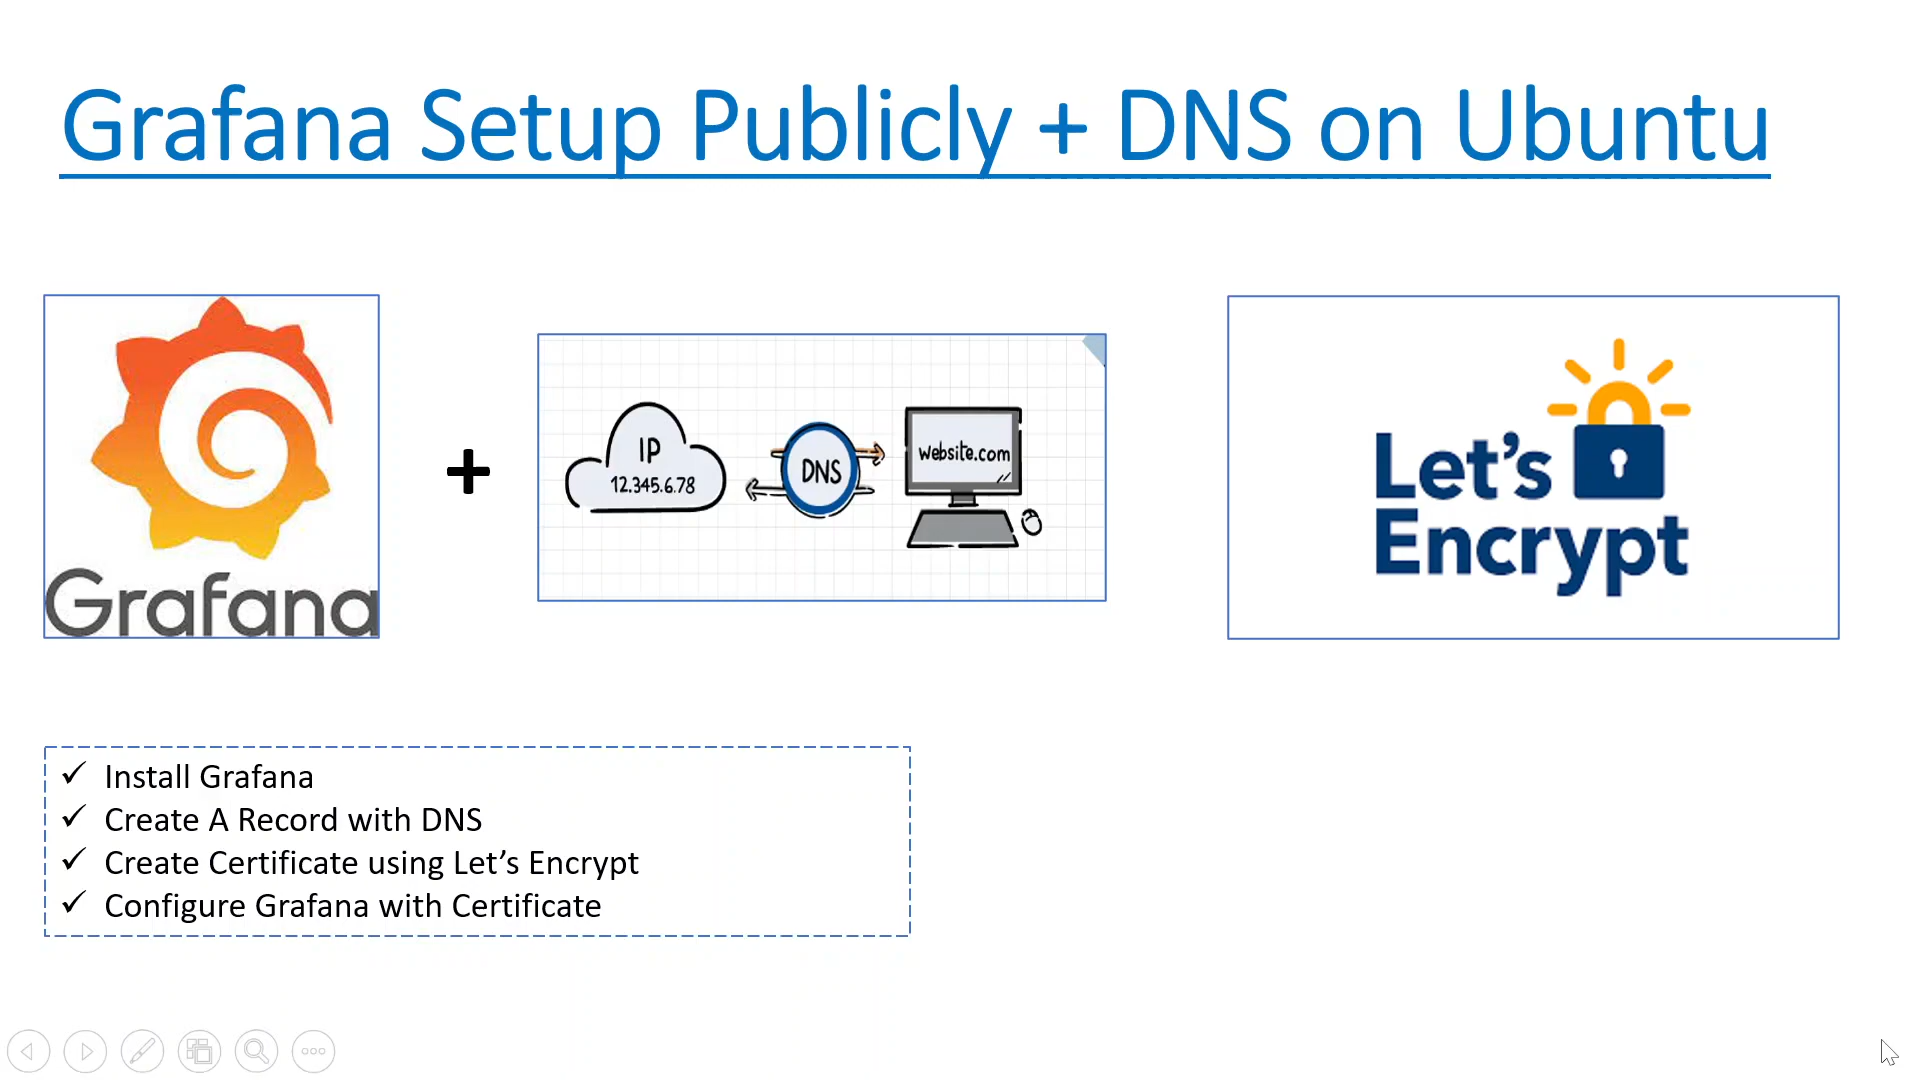 Grafana Setup Publicly + DNS on Ubuntu
Grafana
+
IP
12.345.6.78
DNS
website.com
Let's
Encrypt
✓ Install Grafana
✓ Create A Record with DNS
✓ Create Certificate using Let’s Encrypt
✓ Configure Grafana with Certificate